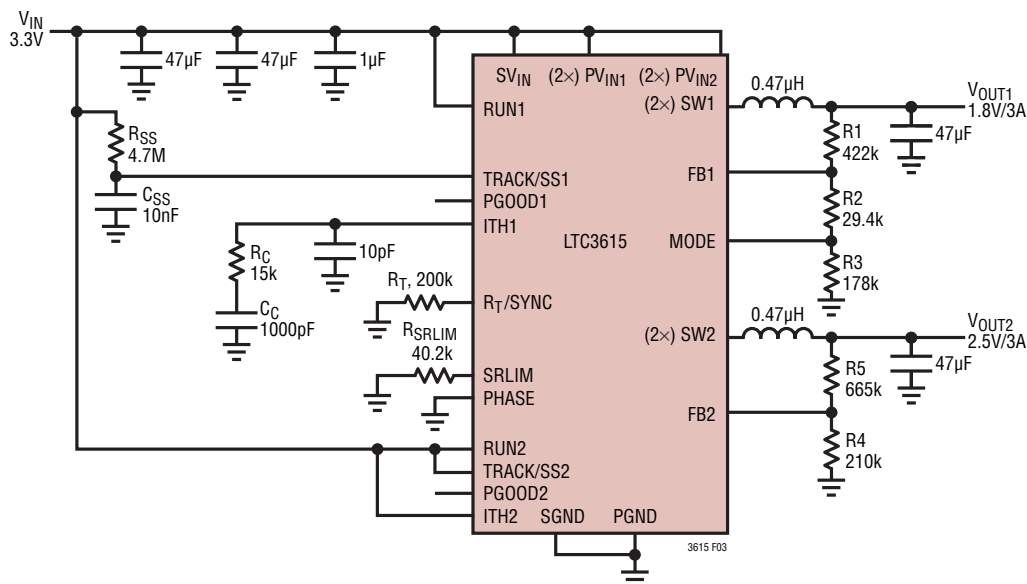 VIN
3.3V
47µF
47µF
1µF
RSS
4.7M
CSS
10nF
RC
15k
CC
1000pF
10pF
RT, 200k
RSRLIM
40.2k
SVIN
(2×) PVIN1
(2×) PVIN2
RUN1
(2×) SW1
TRACK/SS1
FB1
PGOOD1
ITH1
LTC3615
MODE
RT/SYNC
(2×) SW2
SRLIM
PHASE
FB2
RUN2
TRACK/SS2
PGOOD2
ITH2
SGND
PGND
0.47µH
VOUT1
1.8V/3A
R1
422k
47µF
R2
29.4k
R3
178k
0.47µH
VOUT2
2.5V/3A
R5
665k
47µF
R4
210k
3615 F03